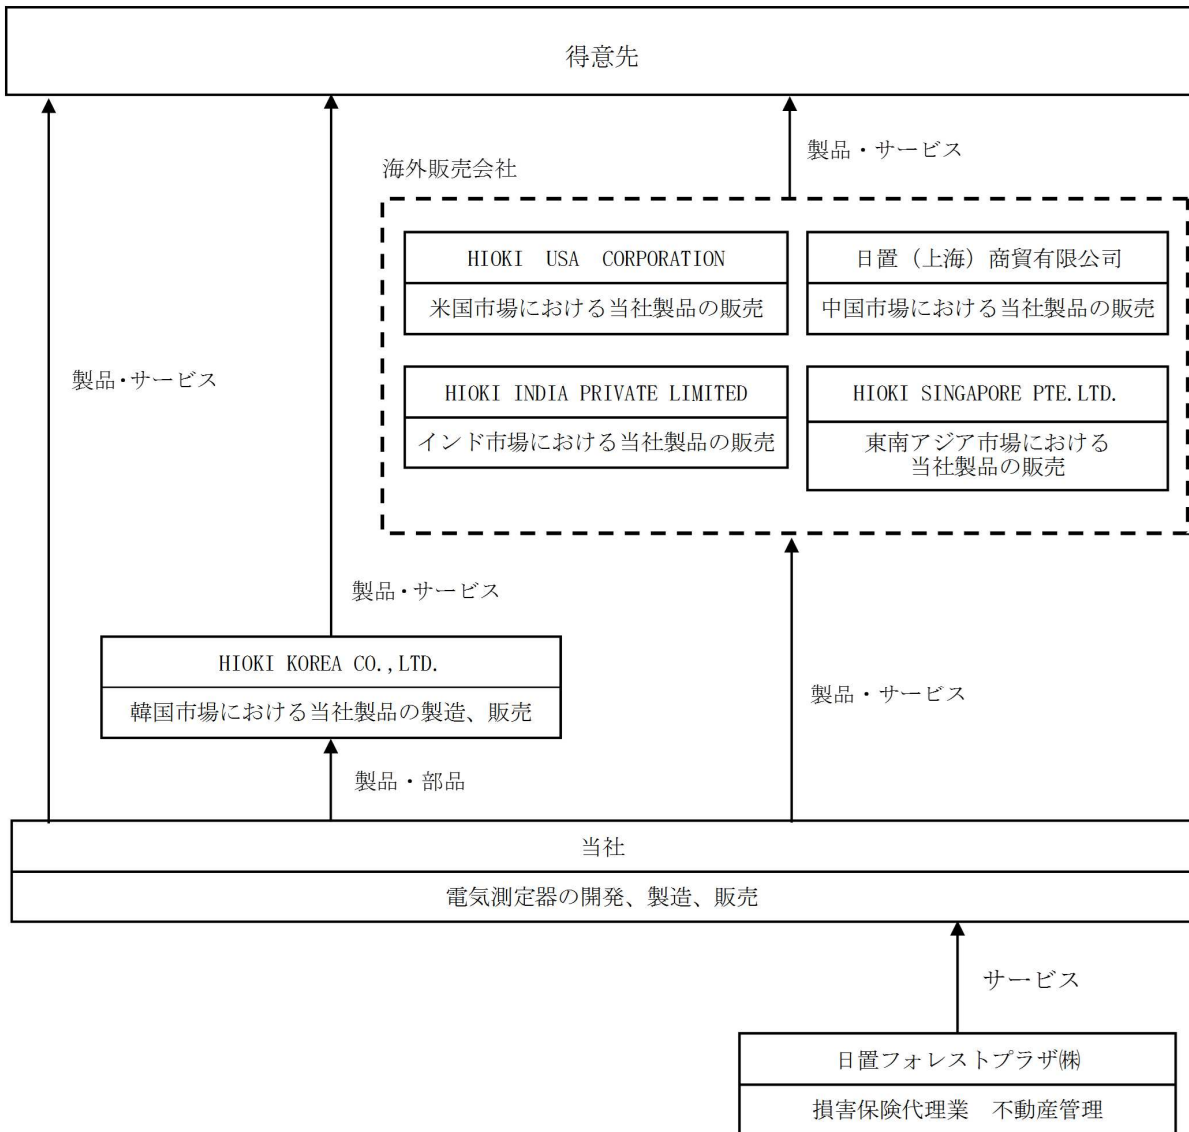 得意先
製品・サービス
海外販売会社
HIOKI USA CORPORATION
米国市場における当社製品の販売
日置（上海）商貿有限公司
中国市場における当社製品の販売
製品・サービス
HIOKI INDIA PRIVATE LIMITED
インド市場における当社製品の販売
HIOKI SINGAPORE PTE.LTD.
東南アジア市場における
当社製品の販売
製品・サービス
HIOKI KOREA CO.,LTD.
韓国市場における当社製品の製造、販売
製品・サービス
製品・部品
当社
電気測定器の開発、製造、販売
サービス
日置フォレストプラザ㈱
損害保険代理業　不動産管理